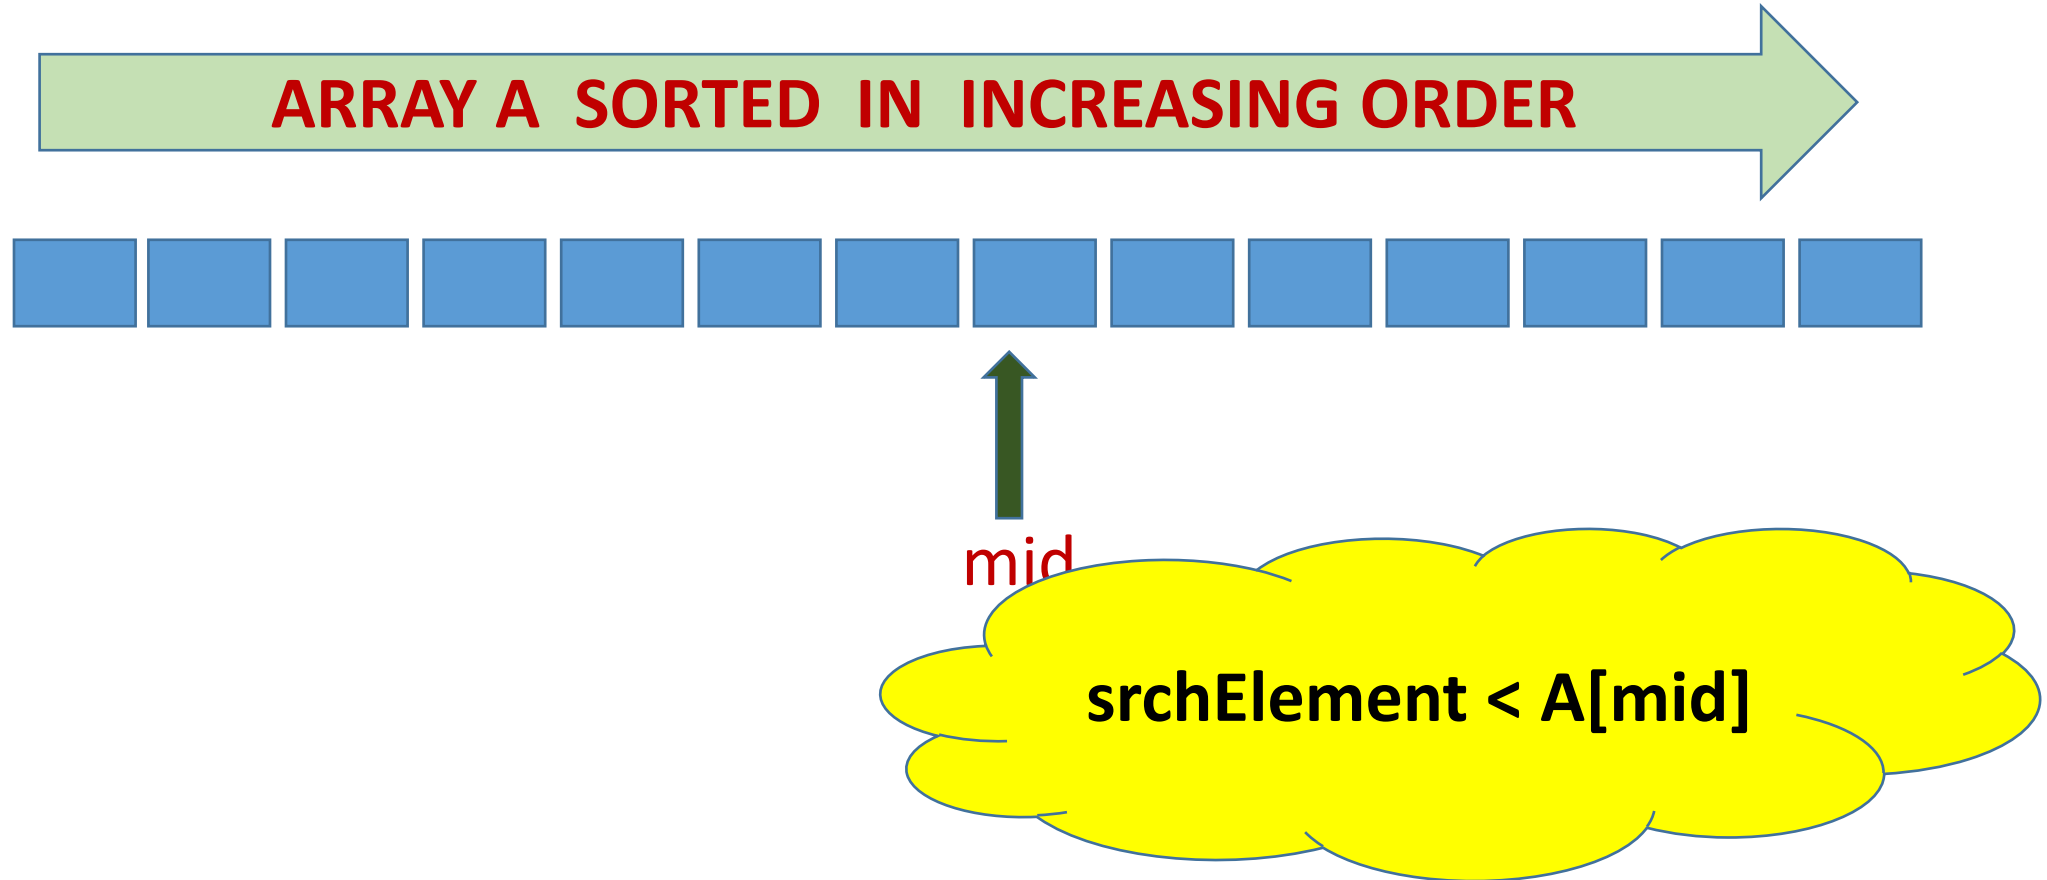 ARRAY A SORTED IN INCREASING ORDER
mid
srchElement < A[mid]